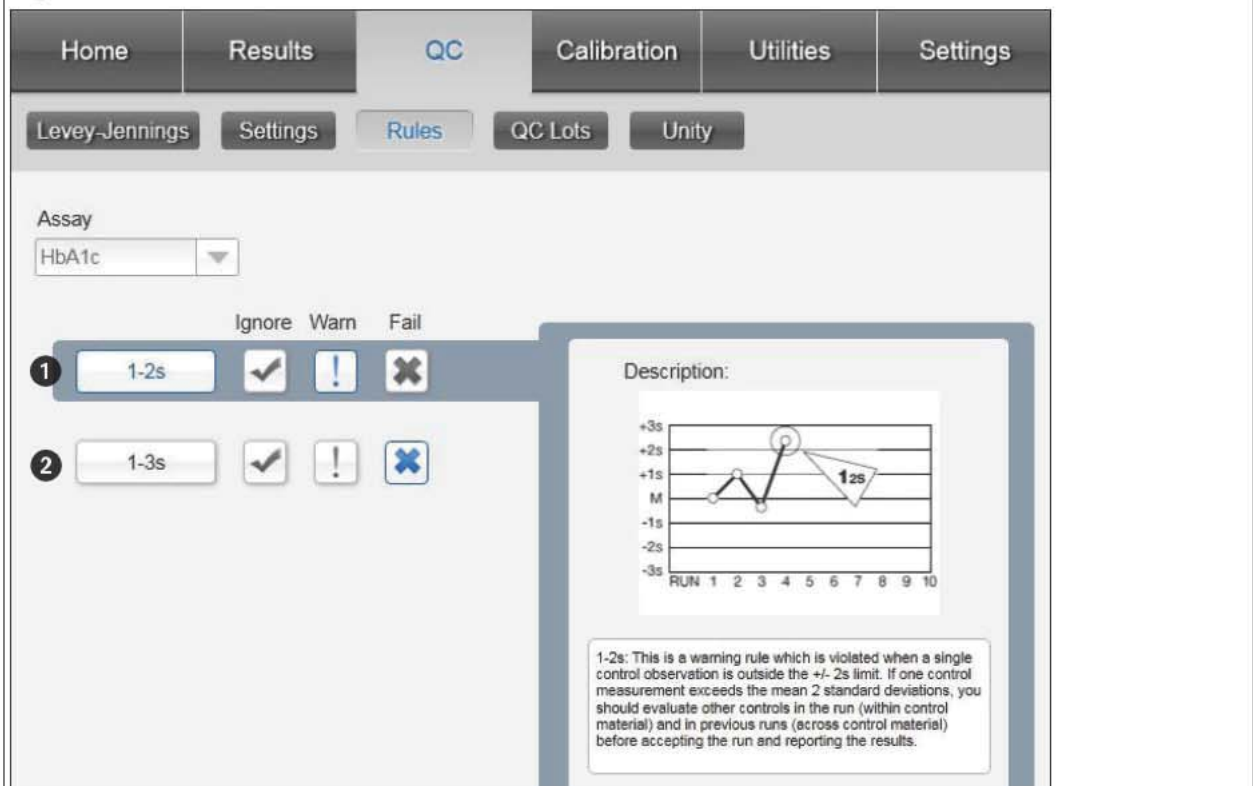 Home Results QC Calibration Utilities Settings
Levey-Jennings Settings Rules QC Lots Unity
Assay
HbA1c
Ignore Warn Fail
1 1-2s
Description:
+3s
+2s
+1s
M
-1s
-2s
-3s
12s
RUN 1 2 3 4 5 6 7 8 9 10
2 1-3s
1-2s: This is a warning rule which is violated when a single
control observation is outside the +/- 2s limit. If one control
measurement exceeds the mean 2 standard deviations, you
should evaluate other controls in the run (within control
material) and in previous runs (across control material)
before accepting the run and reporting the results.